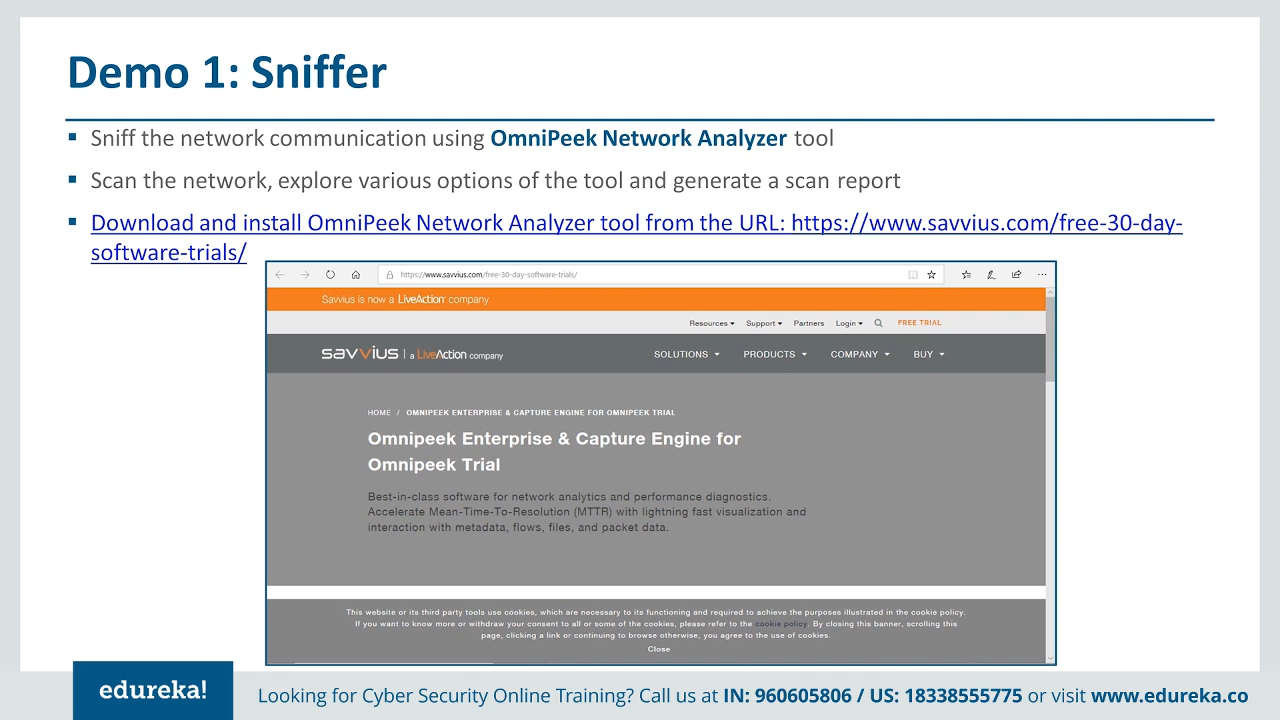 Demo 1: Sniffer
Sniff the network communication using OmniPeek Network Analyzer tool
Scan the network, explore various options of the tool and generate a scan report
Download and install OmniPeek Network Analyzer tool from the URL: https://www.savvius.com/free-30-day-
software-trials/
https://www.savvius.com/free-30-day-software-trials/
Savvius is now a LiveAction company
Resources Support Partners Login FREE TRIAL
savvius | a LiveAction company SOLUTIONS PRODUCTS COMPANY BUY
HOME / OMNIPEEK ENTERPRISE & CAPTURE ENGINE FOR OMNIPEEK TRIAL
Omnipeek Enterprise & Capture Engine for
Omnipeek Trial
Best-in-class software for network analytics and performance diagnostics.
Accelerate Mean-Time-To-Resolution (MTTR) with lightning fast visualization and
interaction with metadata, flows, files, and packet data.
This website or its third party tools use cookies, which are necessary to its functioning and required to achieve the purposes illustrated in the cookie policy.
If you want to know more or withdraw your consent to all or some of the cookies, please refer to the cookie policy. By closing this banner, scrolling this
page, clicking a link or continuing to browse otherwise, you agree to the use of cookies.
Close
edureka! Looking for Cyber Security Online Training? Call us at IN: 960605806 / US: 18338555775 or visit www.edureka.co